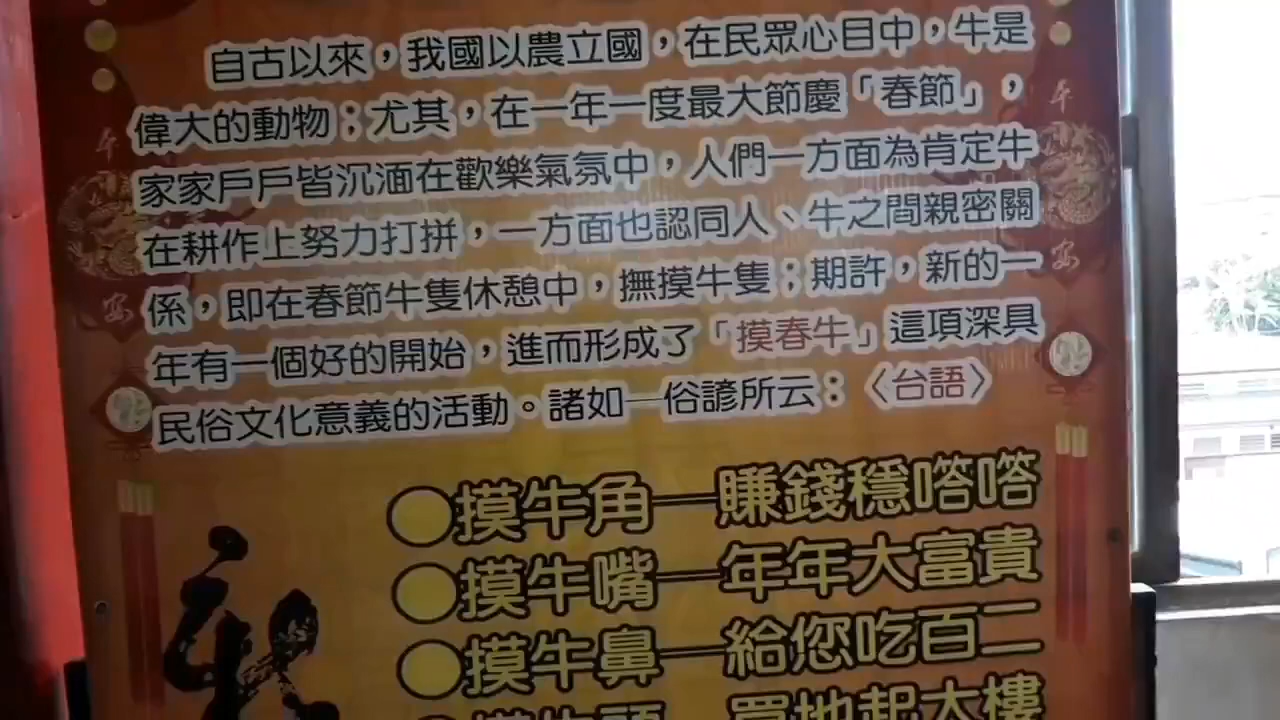 自古以來，我國以農立國，在民眾心目中，牛是
偉大的動物；尤其，在一年一度最大節慶「春節」，
家家戶戶皆沉湎在歡樂氣氛中，人們一方面為肯定牛
在耕作上努力打拼，一方面也認同人、牛之間親密關
係，即在春節牛隻休憩中，撫摸牛隻；期許，新的一
年有一個好的開始，進而形成了「摸春牛」這項深具
民俗文化意義的活動。諸如一俗諺所云：〈台語〉
●摸牛角—賺錢穩嗒嗒
●摸牛嘴—年年大富貴
●摸牛鼻—給您吃百二
●摸牛頭—買地起大樓